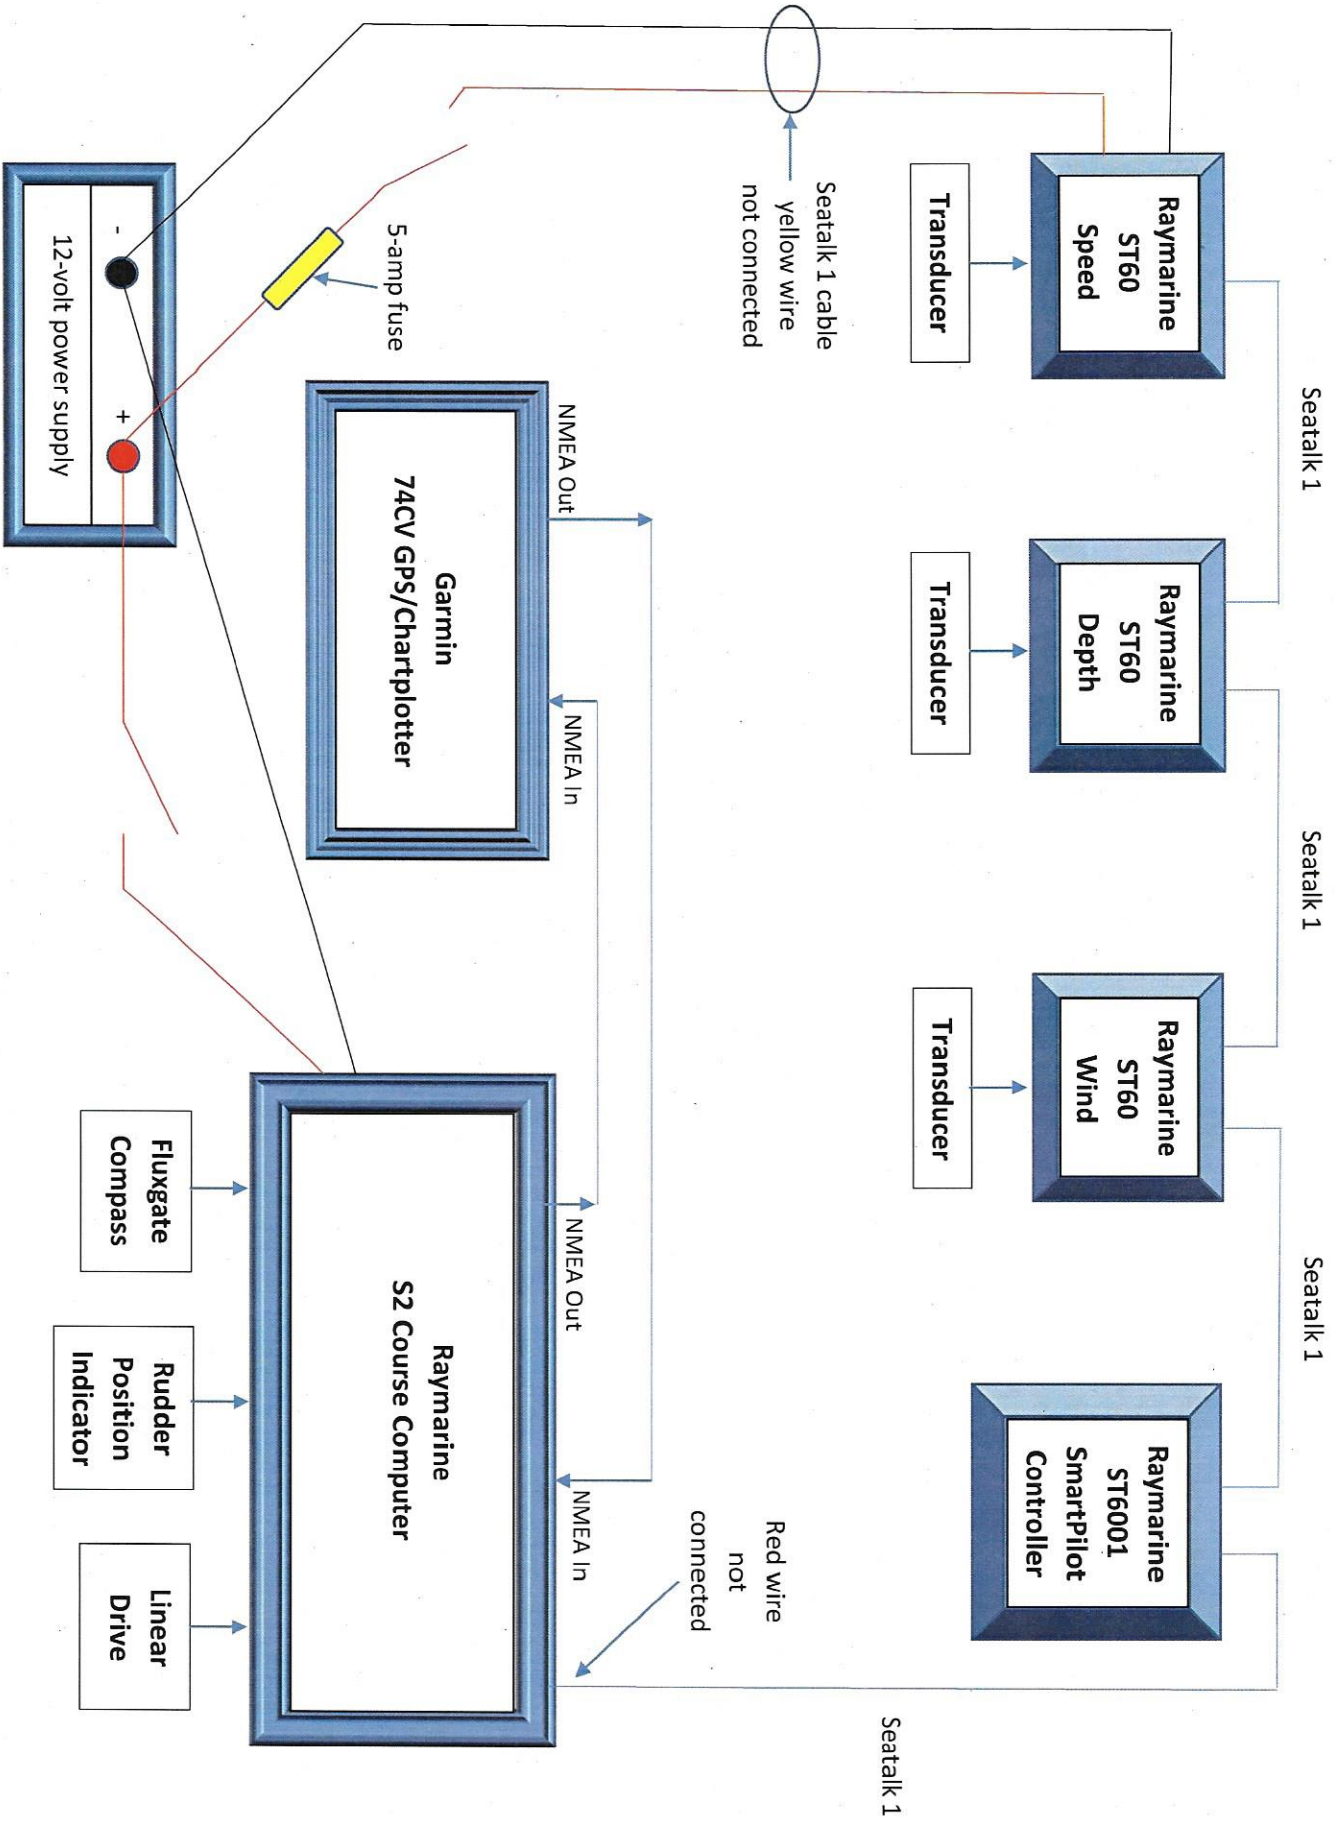 Seatalk 1
Seatalk 1
Seatalk 1
Raymarine
ST60
Speed
Raymarine
ST60
Depth
Raymarine
ST60
Wind
Raymarine
ST6001
SmartPilot
Controller
Transducer
Transducer
Transducer
Seatalk 1
Seatalk 1 cable
yellow wire
not connected
Red wire
not
connected
NMEA Out
NMEA In
NMEA Out
NMEA In
Garmin
74CV GPS/Chartplotter
Raymarine
S2 Course Computer
5-amp fuse
- +
12-volt power supply
Fluxgate
Compass
Rudder
Position
Indicator
Linear
Drive